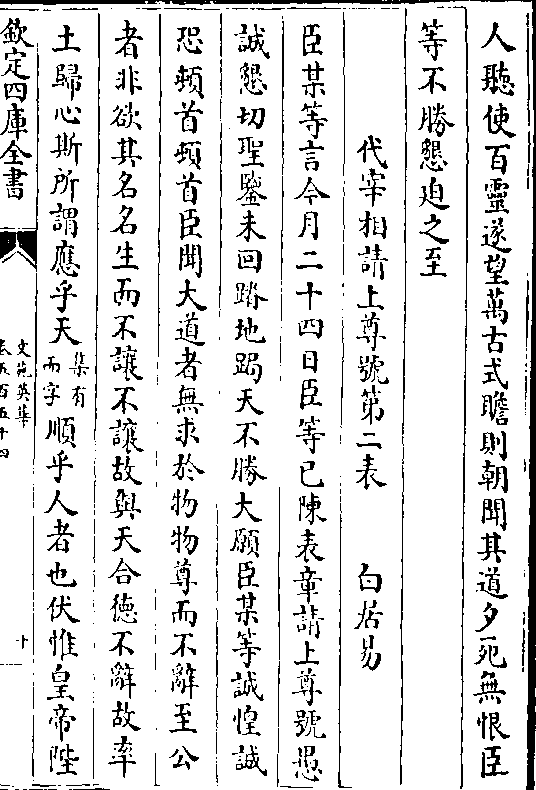 人聽使百靈遂望萬古式瞻則朝聞其道夕死無恨臣
等不勝懇迫之至
代宰相請上尊號第二表　白居易
臣某等言今月二十四日臣等已陳表章請上尊號愚
誠懇切聖鑒未回踏地跼天不勝大願臣某等誠惶誠
恐頓首頓首臣聞大道者無求於物物尊而不辭至公
者非欲其名名生而不讓不讓故與天合德不辭故率
土歸心斯所謂應乎天集有而字順乎人者也伏惟皇帝陛
欽定四庫全書
文苑英華
卷五百五十四
十